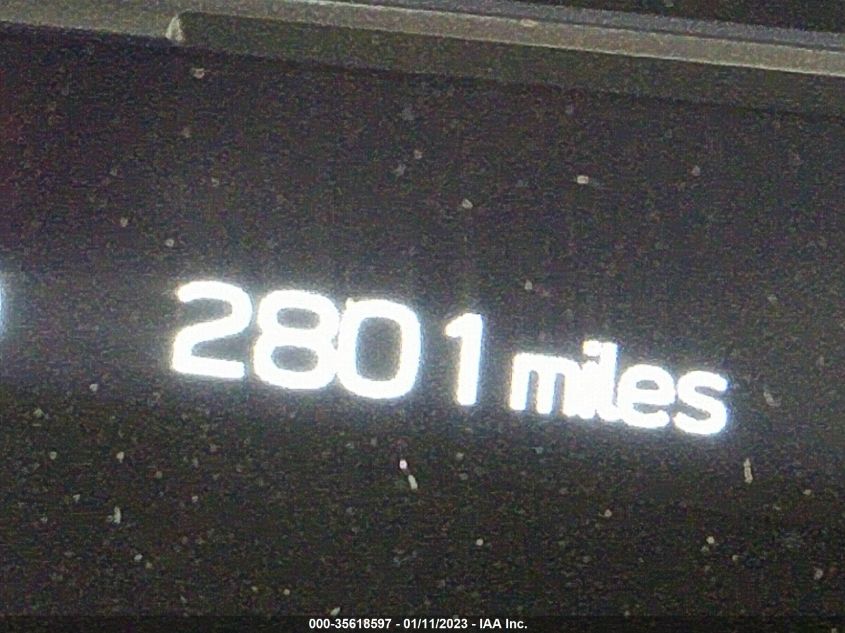 2801 miles
000-35618597 - 01/11/2023 - IAA Inc.